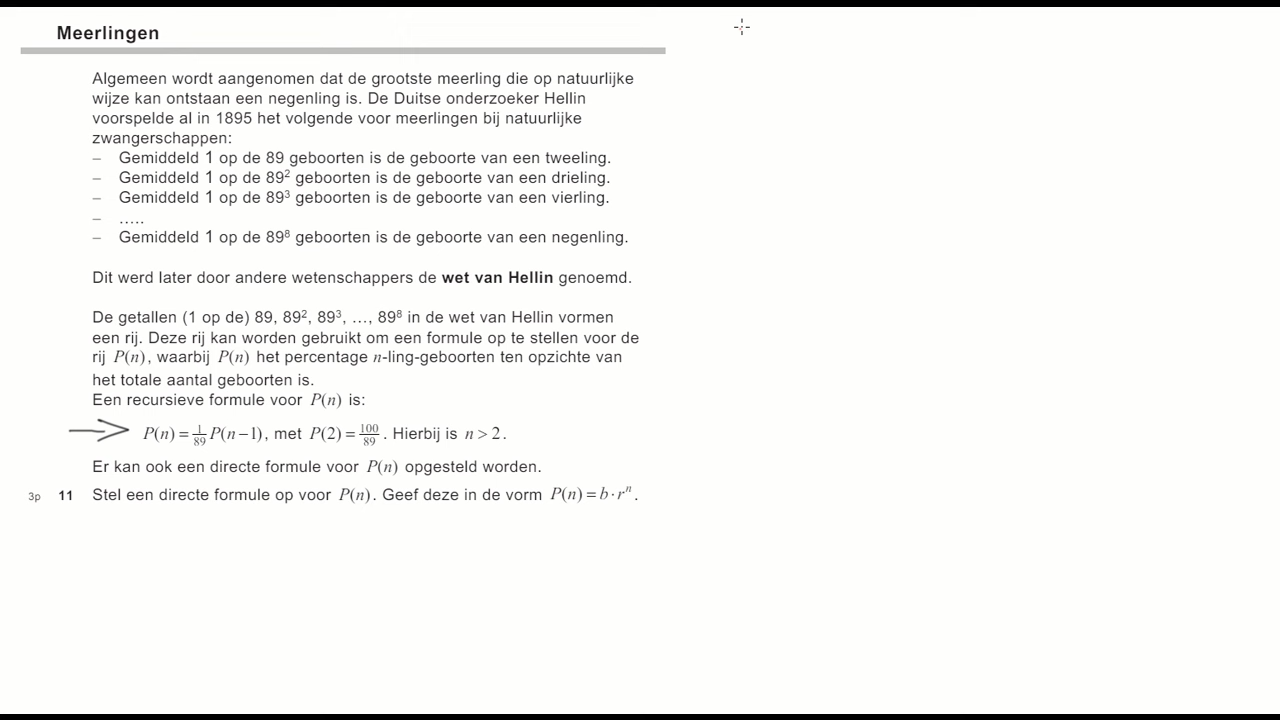 Meerlingen
Algemeen wordt aangenomen dat de grootste meerling die op natuurlijke
wijze kan ontstaan een negenling is. De Duitse onderzoeker Hellin
voorspelde al in 1895 het volgende voor meerlingen bij natuurlijke
zwangerschappen:
– Gemiddeld 1 op de 89 geboorten is de geboorte van een tweeling.
– Gemiddeld 1 op de 89² geboorten is de geboorte van een drieling.
– Gemiddeld 1 op de 89³ geboorten is de geboorte van een vierling.
– .....
– Gemiddeld 1 op de 89⁸ geboorten is de geboorte van een negenling.
Dit werd later door andere wetenschappers de wet van Hellin genoemd.
De getallen (1 op de) 89, 89², 89³, ..., 89⁸ in de wet van Hellin vormen
een rij. Deze rij kan worden gebruikt om een formule op te stellen voor de
rij P(n), waarbij P(n) het percentage n-ling-geboorten ten opzichte van
het totale aantal geboorten is.
Een recursieve formule voor P(n) is:
P(n) = 1/89 P(n−1), met P(2) = 100/89. Hierbij is n > 2.
Er kan ook een directe formule voor P(n) opgesteld worden.
3p 11 Stel een directe formule op voor P(n). Geef deze in de vorm P(n) = b·rⁿ.